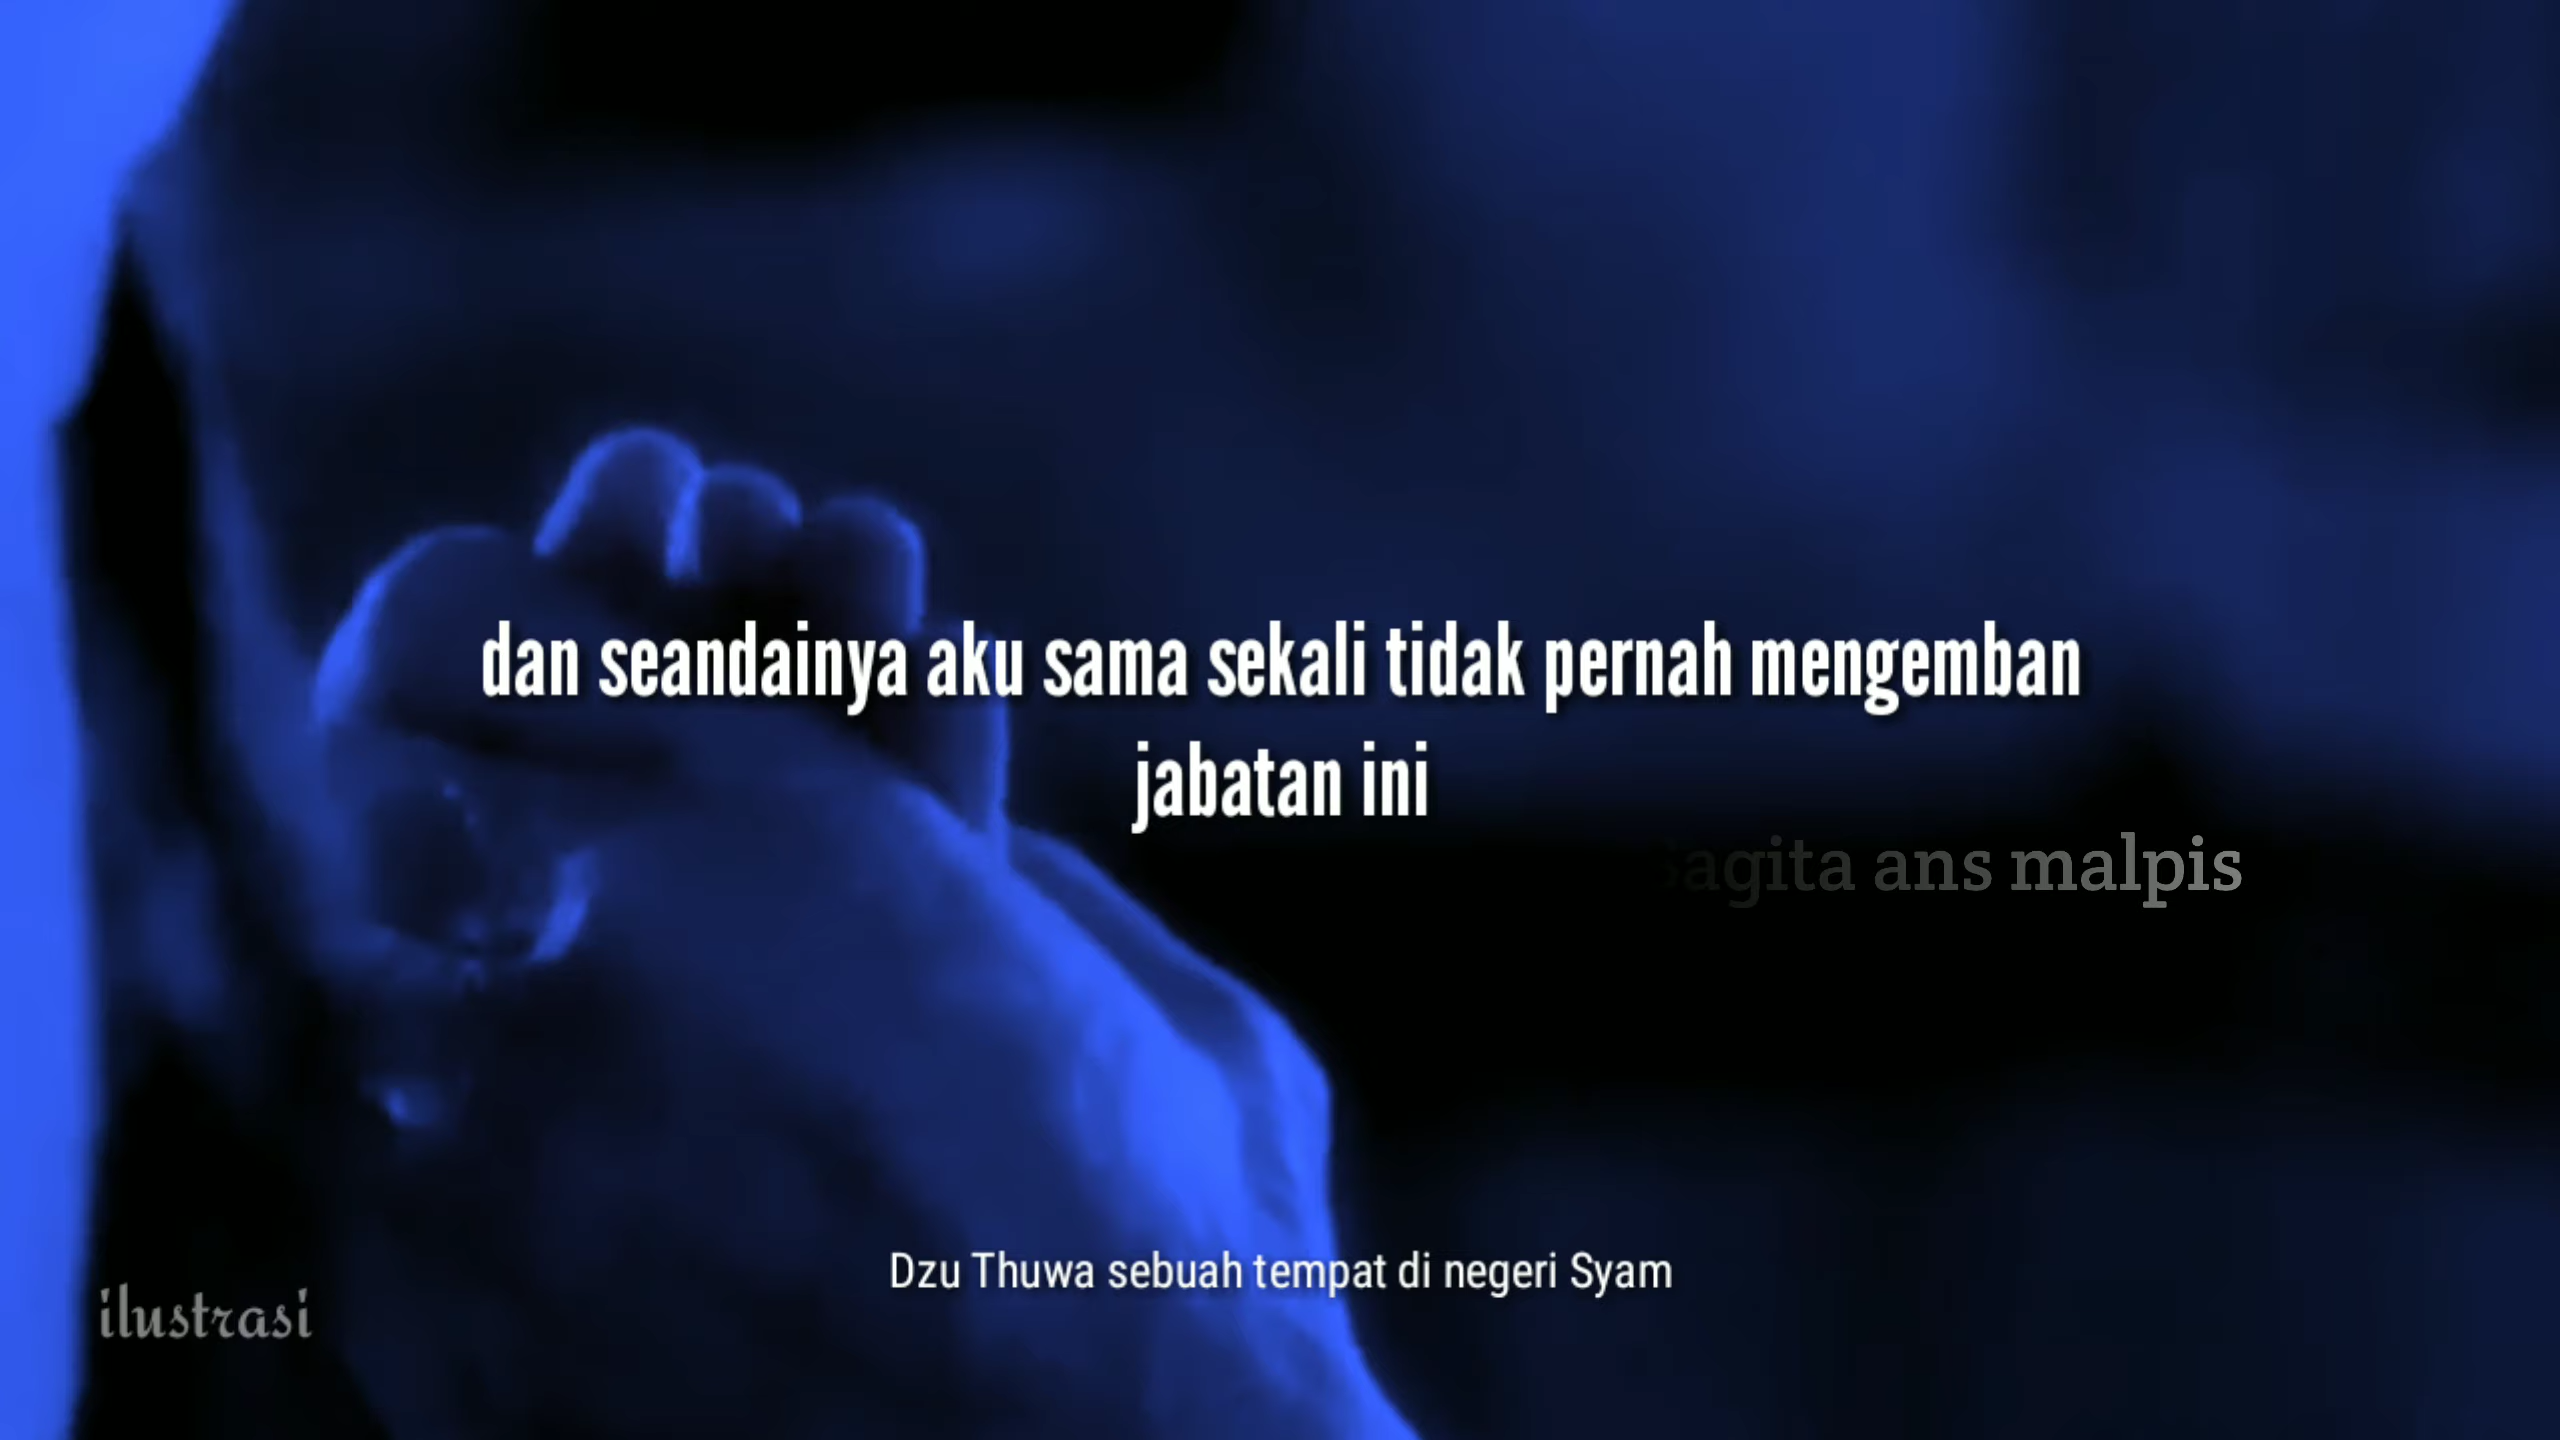 dan seandainya aku sama sekali tidak pernah mengemban
jabatan ini
Sagita ans malpis
Dzu Thuwa sebuah tempat di negeri Syam
ilustrasi